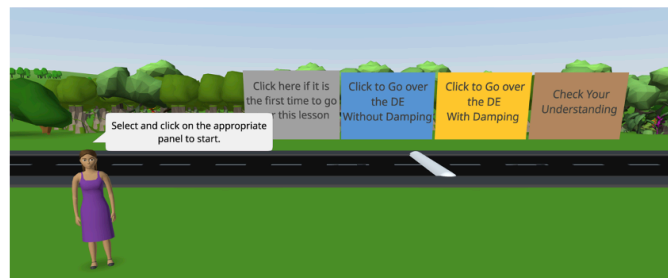 Click here if it is
the first time to go
r this lesson
Click to Go over
the DE
Without Damping
Click to Go over
the DE
With Damping
Check Your
Understanding
Select and click on the appropriate
panel to start.